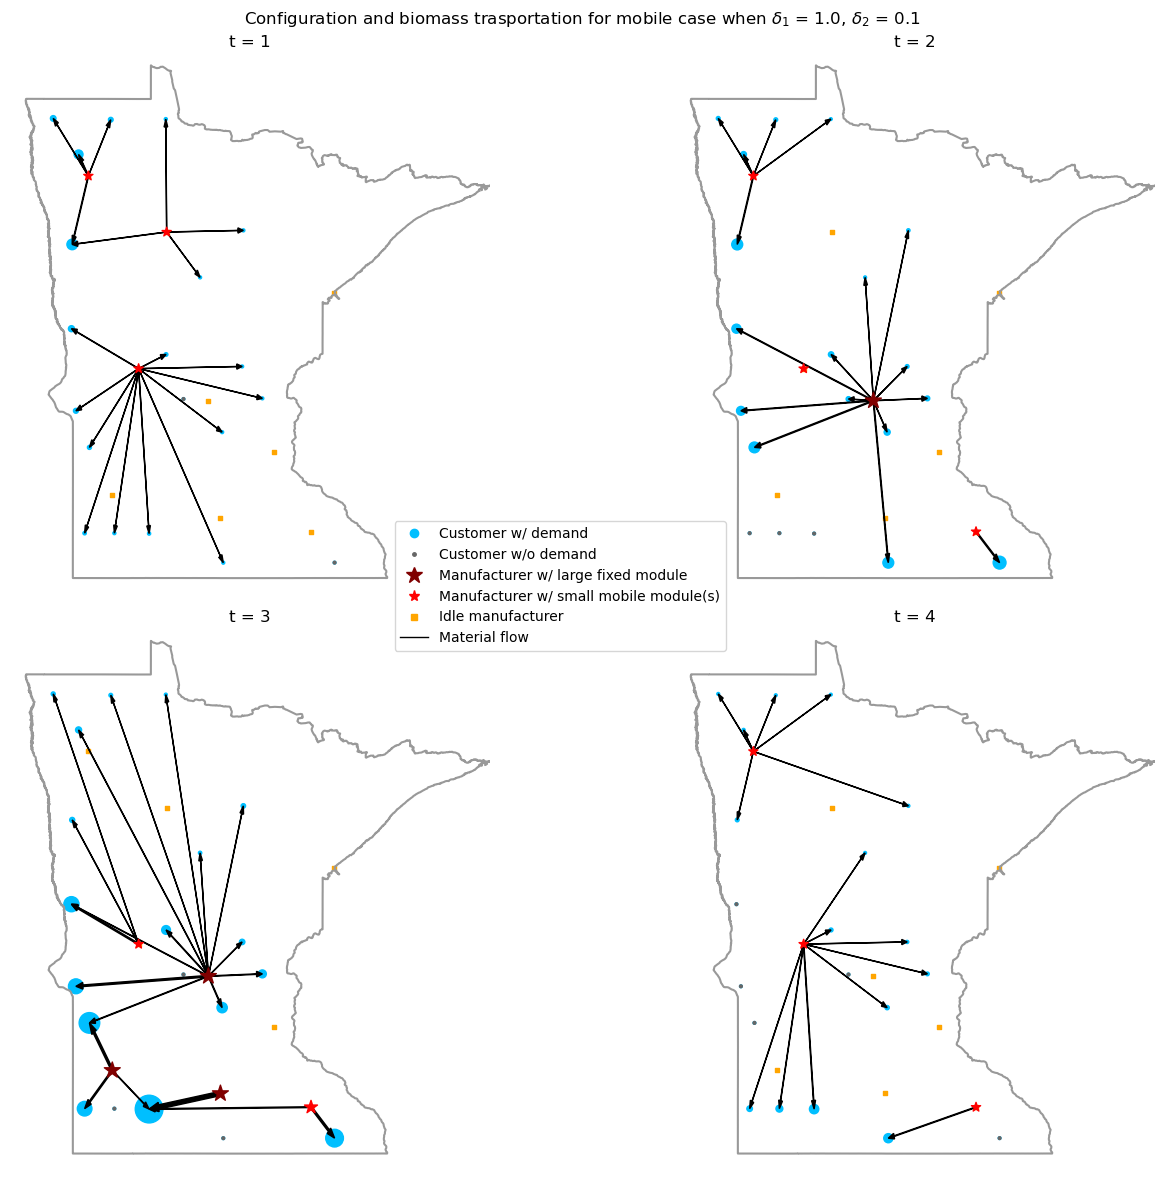 Configuration and biomass trasportation for mobile case when δ₁ = 1.0, δ₂ = 0.1
t = 1
t = 2
Customer w/ demand
Customer w/o demand
Manufacturer w/ large fixed module
Manufacturer w/ small mobile module(s)
Idle manufacturer
Material flow
t = 3
t = 4